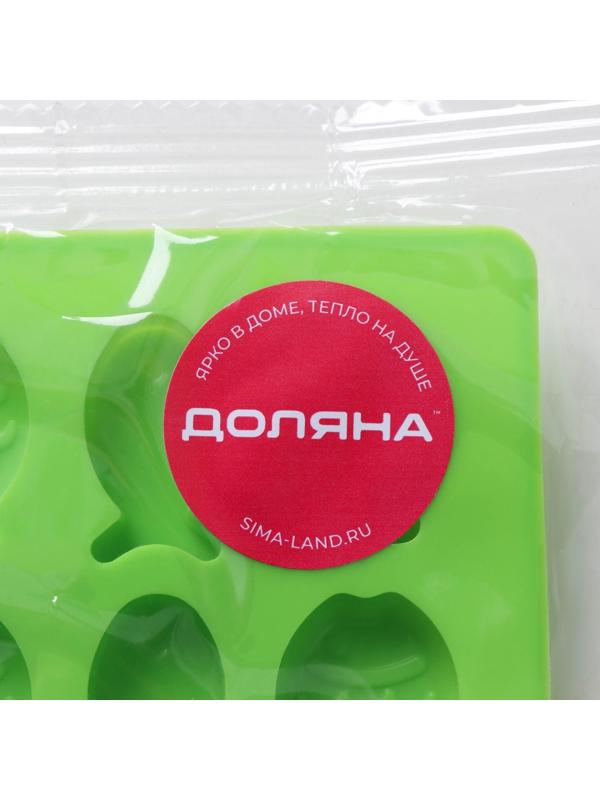 ЯРКО В ДОМЕ, ТЕПЛО НА ДУШЕ
ДОЛЯНА™
SIMA-LAND.RU